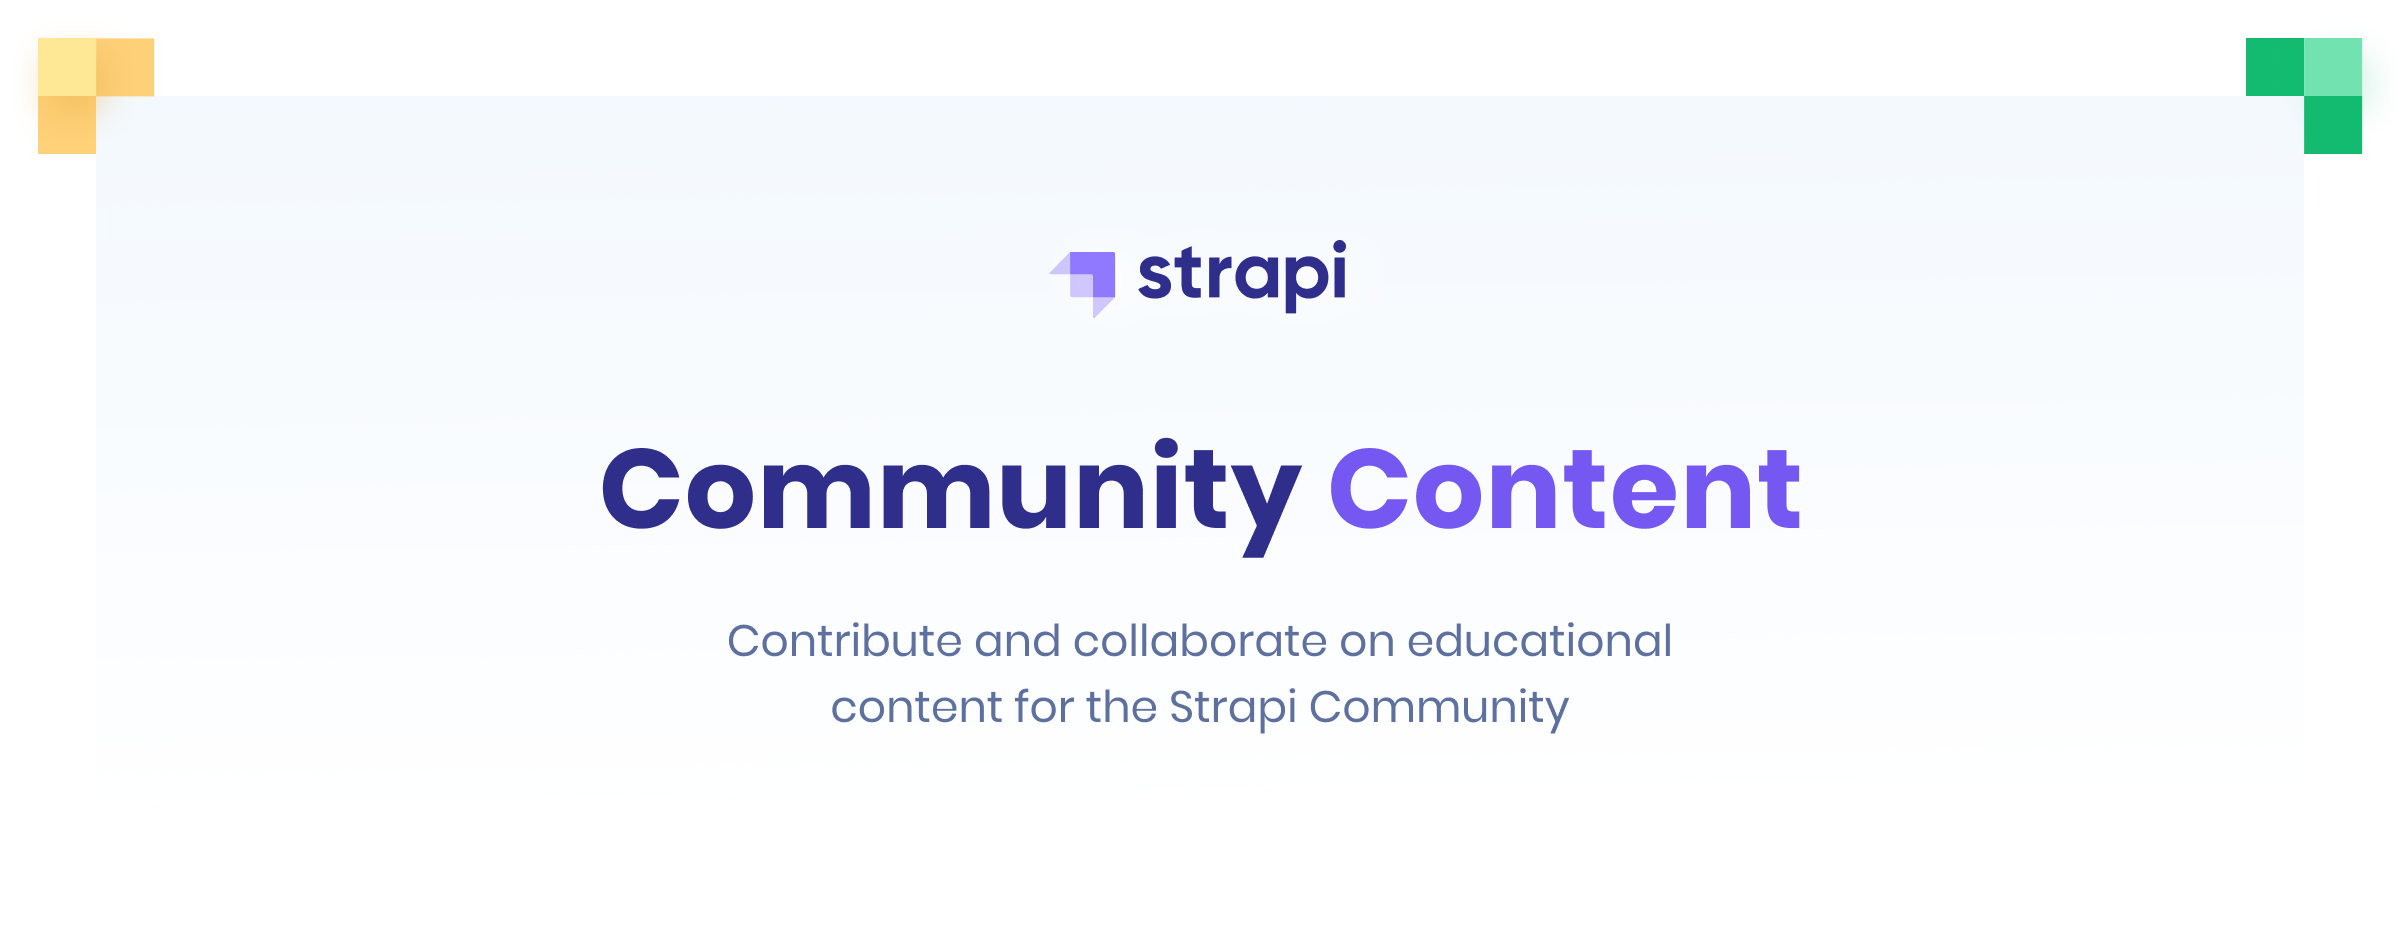 strapi
Community Content
Contribute and collaborate on educational
content for the Strapi Community